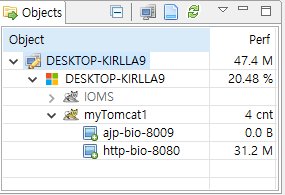 Objects
Object Perf
DESKTOP-KIRLLA9 47.4 M
DESKTOP-KIRLLA9 20.48 %
IOMS
myTomcat1 4 cnt
ajp-bio-8009 0.0 B
http-bio-8080 31.2 M